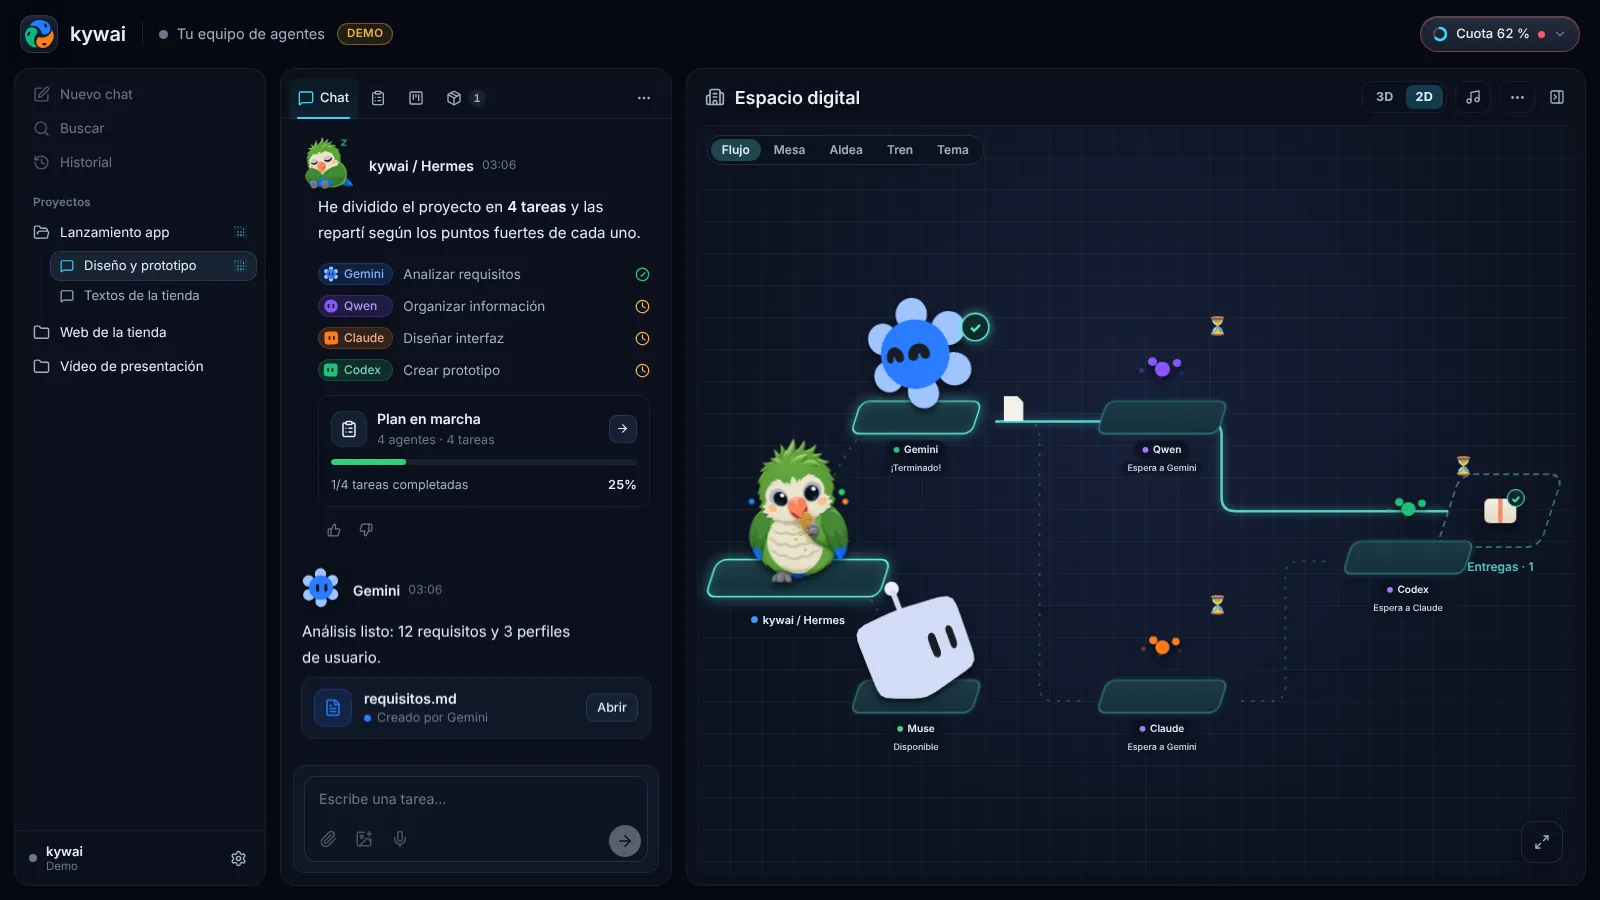 kywai
Tu equipo de agentes
DEMO
Cuota 62 %
Nuevo chat
Buscar
Historial
Proyectos
Lanzamiento app
Diseño y prototipo
Textos de la tienda
Web de la tienda
Vídeo de presentación
kywai
Demo
Chat
1
z
kywai / Hermes 03:06
He dividido el proyecto en 4 tareas y las
repartí según los puntos fuertes de cada uno.
Gemini Analizar requisitos
Qwen Organizar información
Claude Diseñar interfaz
Codex Crear prototipo
Plan en marcha
4 agentes · 4 tareas
1/4 tareas completadas 25%
Gemini 03:06
Análisis listo: 12 requisitos y 3 perfiles
de usuario.
requisitos.md
Creado por Gemini
Abrir
Escribe una tarea...
Espacio digital
3D 2D
Flujo Mesa Aldea Tren Tema
Gemini
¡Terminado!
Qwen
Espera a Gemini
kywai / Hermes
Entregas · 1
Codex
Espera a Claude
Muse
Disponible
Claude
Espera a Gemini